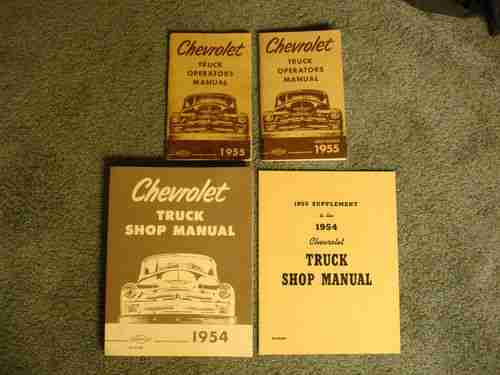 Chevrolet
TRUCK
OPERATORS
MANUAL
1955
Chevrolet
TRUCK
OPERATORS
MANUAL
1955
Chevrolet
TRUCK
SHOP MANUAL
1954
1955 SUPPLEMENT
to the
1954
Chevrolet
TRUCK
SHOP MANUAL